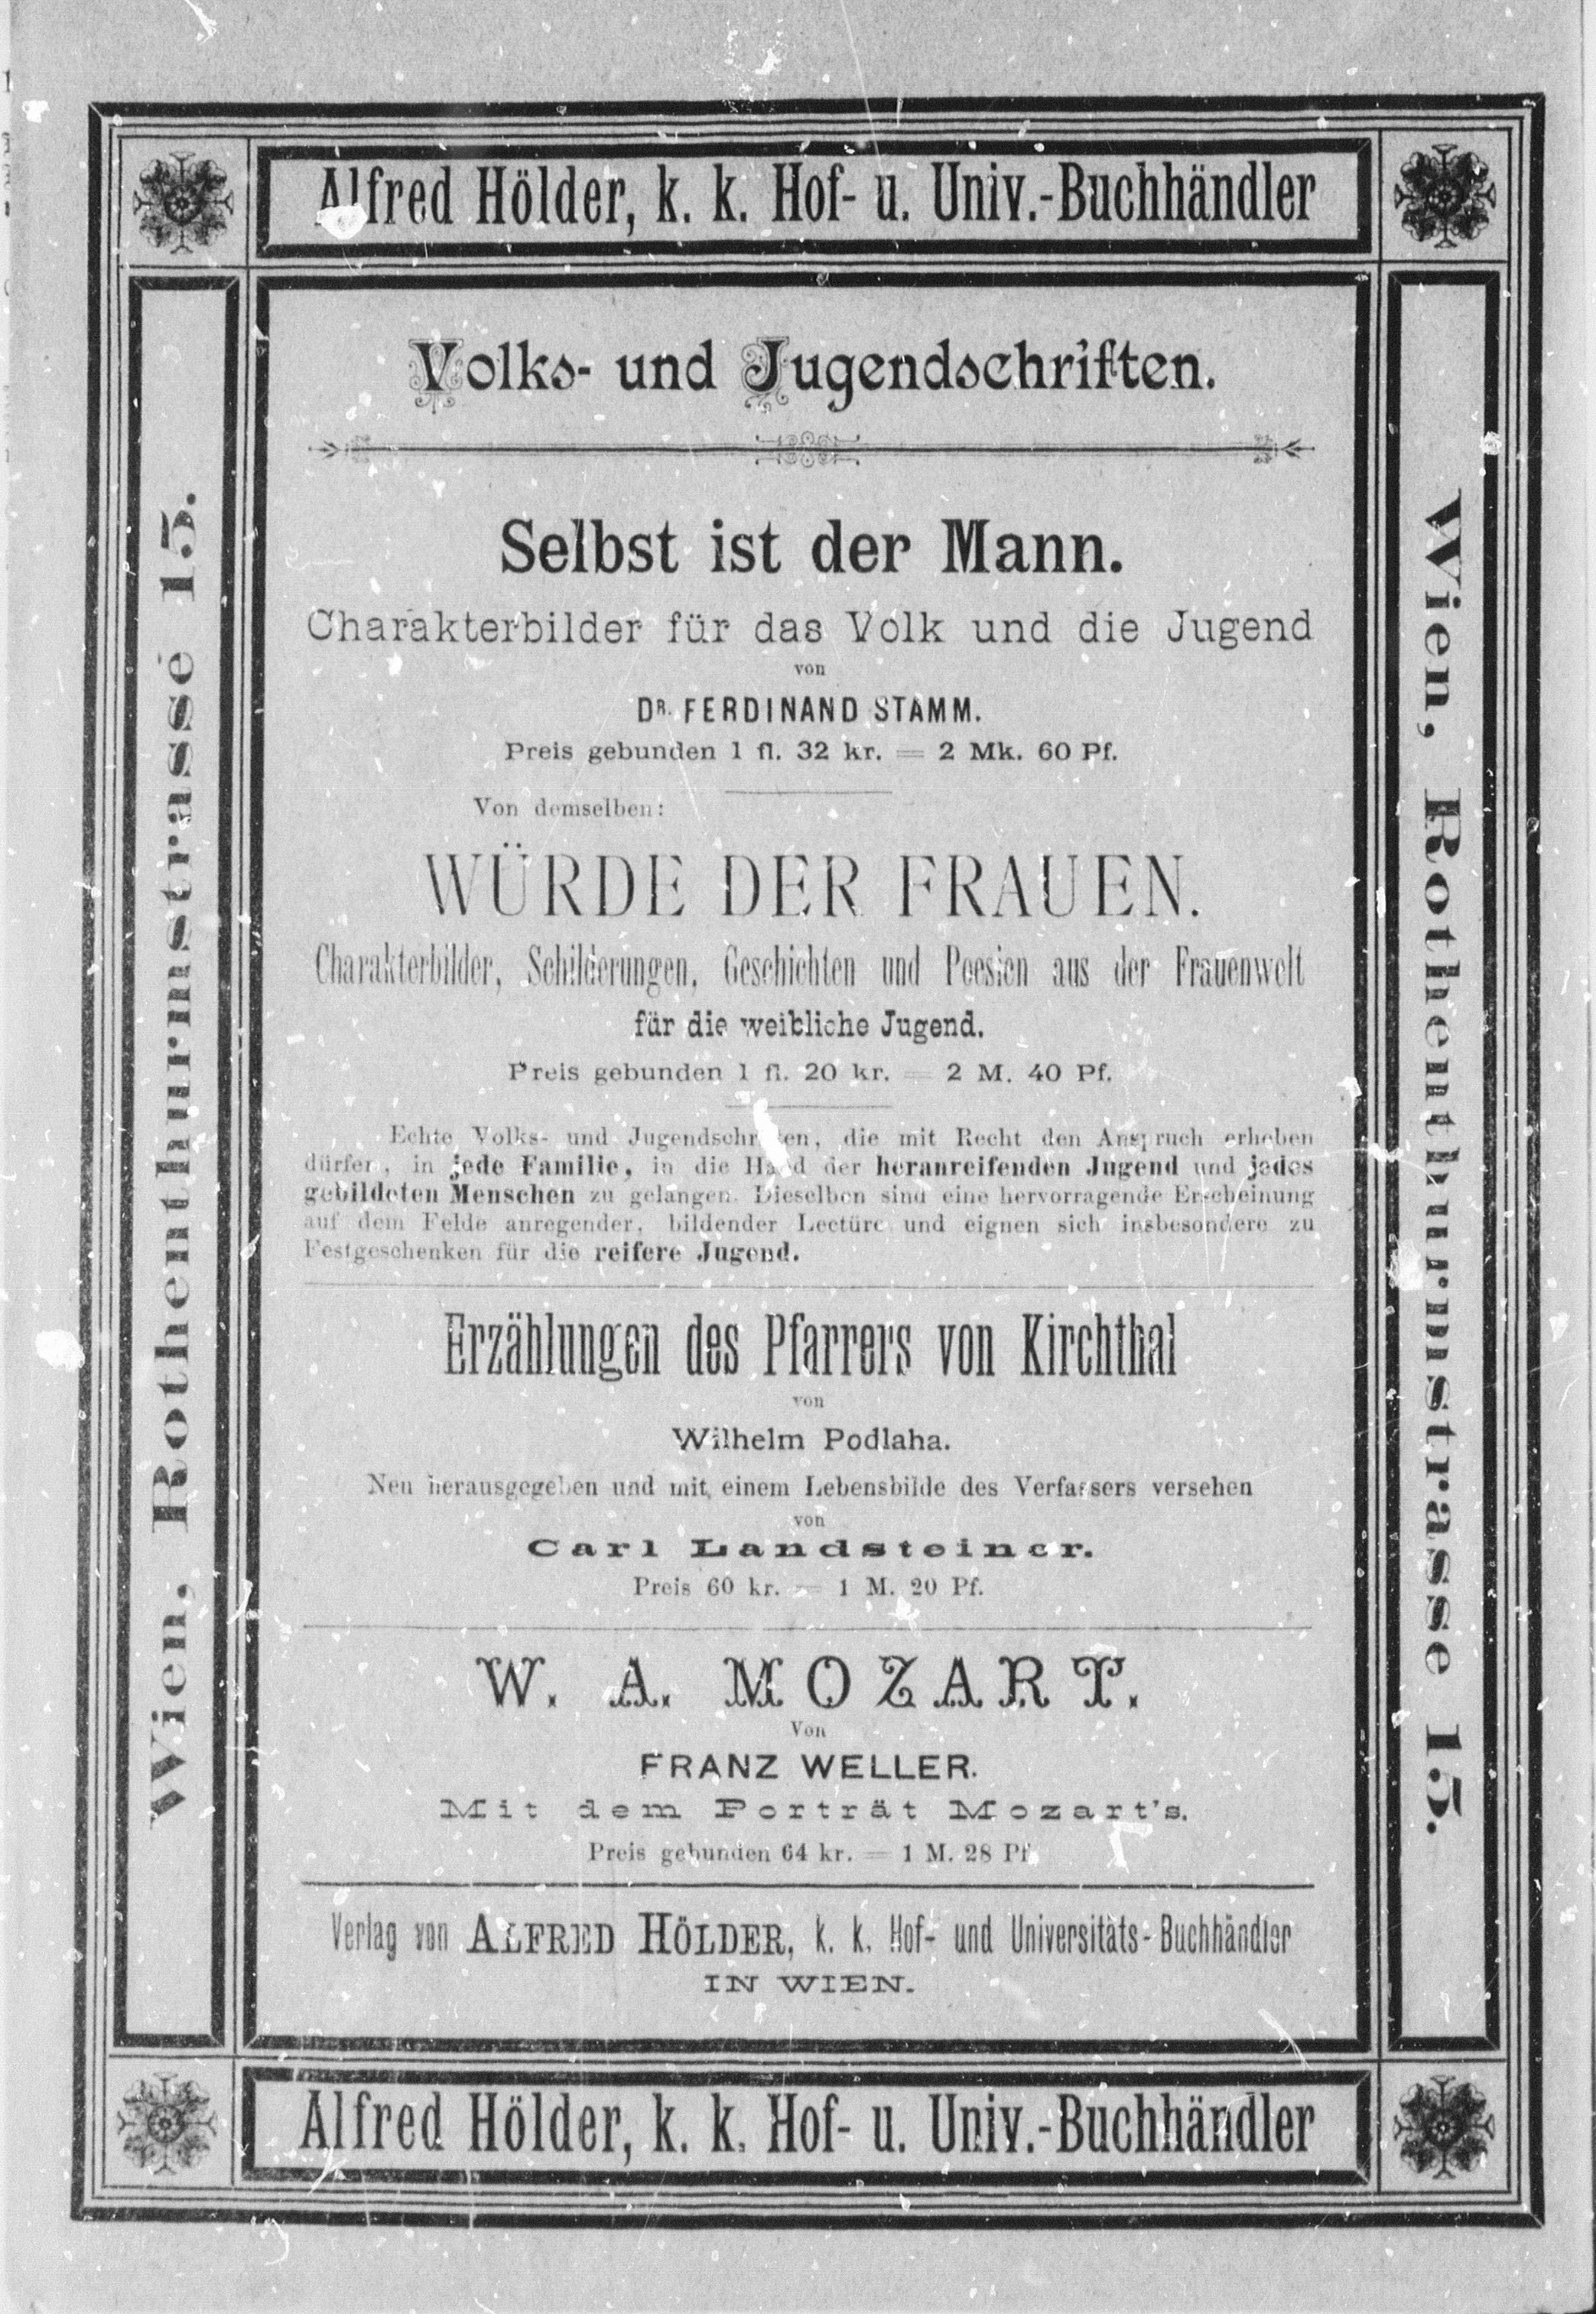 Alfred Hölder, k. k. Hof- u. Univ.-Buchhändler
Wien, Rothenthurmstrasse 15.
Volks- und Jugendschriften.
Selbst ist der Mann.
Charakterbilder für das Volk und die Jugend
von
DR. FERDINAND STAMM.
Preis gebunden 1 fl. 32 kr. = 2 Mk. 60 Pf.
Von demselben:
WÜRDE DER FRAUEN.
Charakterbilder, Schilderungen, Geschichten und Poesien aus der Frauenwelt
für die weibliche Jugend.
Preis gebunden 1 fl. 20 kr. = 2 M. 40 Pf.
Echte Volks- und Jugendschriften, die mit Recht den Anspruch erheben
dürfen, in jede Familie, in die Hand der heranreifenden Jugend und jedes
gebildeten Menschen zu gelangen. Dieselben sind eine hervorragende Erscheinung
auf dem Felde anregender, bildender Lectüre und eignen sich insbesondere zu
Festgeschenken für die reifere Jugend.
Erzählungen des Pfarrers von Kirchthal
von
Wilhelm Podlaha.
Neu herausgegeben und mit einem Lebensbilde des Verfassers versehen
von
Carl Landsteiner.
Preis 60 kr. = 1 M. 20 Pf.
W. A. MOZART.
Von
FRANZ WELLER.
Mit dem Porträt Mozart's.
Preis gebunden 64 kr. = 1 M. 28 Pf.
Verlag von ALFRED HÖLDER, k. k. Hof- und Universitäts-Buchhändler
IN WIEN.
Wien, Rothenthurmstrasse 15.
Alfred Hölder, k. k. Hof- u. Univ.-Buchhändler